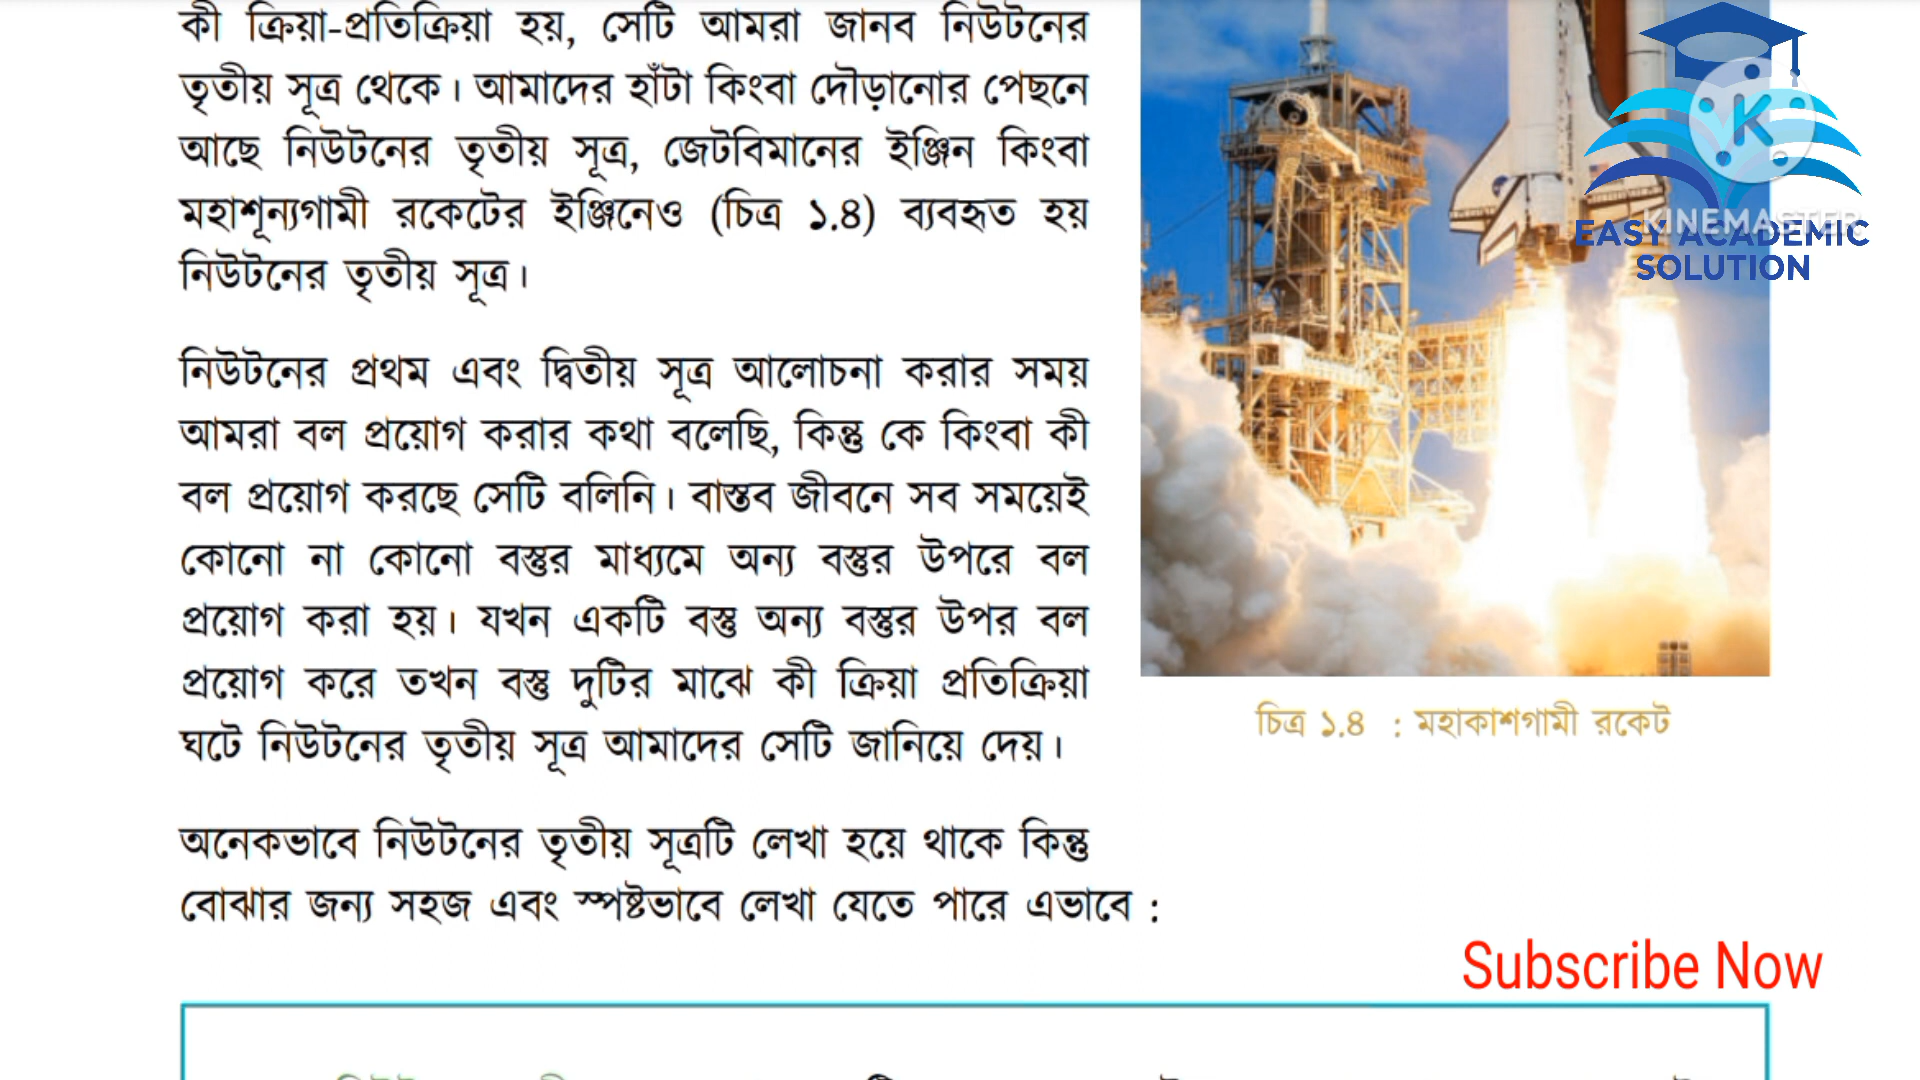 কী ক্রিয়া-প্রতিক্রিয়া হয়, সেটি আমরা জানব নিউটনের
তৃতীয় সূত্র থেকে। আমাদের হাঁটা কিংবা দৌড়ানোর পেছনে
আছে নিউটনের তৃতীয় সূত্র, জেটবিমানের ইঞ্জিন কিংবা
মহাশূন্যগামী রকেটের ইঞ্জিনেও (চিত্র ১.৪) ব্যবহৃত হয়
নিউটনের তৃতীয় সূত্র।
নিউটনের প্রথম এবং দ্বিতীয় সূত্র আলোচনা করার সময়
আমরা বল প্রয়োগ করার কথা বলেছি, কিন্তু কে কিংবা কী
বল প্রয়োগ করছে সেটি বলিনি। বাস্তব জীবনে সব সময়েই
কোনো না কোনো বস্তুর মাধ্যমে অন্য বস্তুর উপরে বল
প্রয়োগ করা হয়। যখন একটি বস্তু অন্য বস্তুর উপর বল
প্রয়োগ করে তখন বস্তু দুটির মাঝে কী ক্রিয়া প্রতিক্রিয়া
ঘটে নিউটনের তৃতীয় সূত্র আমাদের সেটি জানিয়ে দেয়।
অনেকভাবে নিউটনের তৃতীয় সূত্রটি লেখা হয়ে থাকে কিন্তু
বোঝার জন্য সহজ এবং স্পষ্টভাবে লেখা যেতে পারে এভাবে :
K
KINEMASTER
EASY ACADEMIC
SOLUTION
চিত্র ১.৪ : মহাকাশগামী রকেট
Subscribe Now